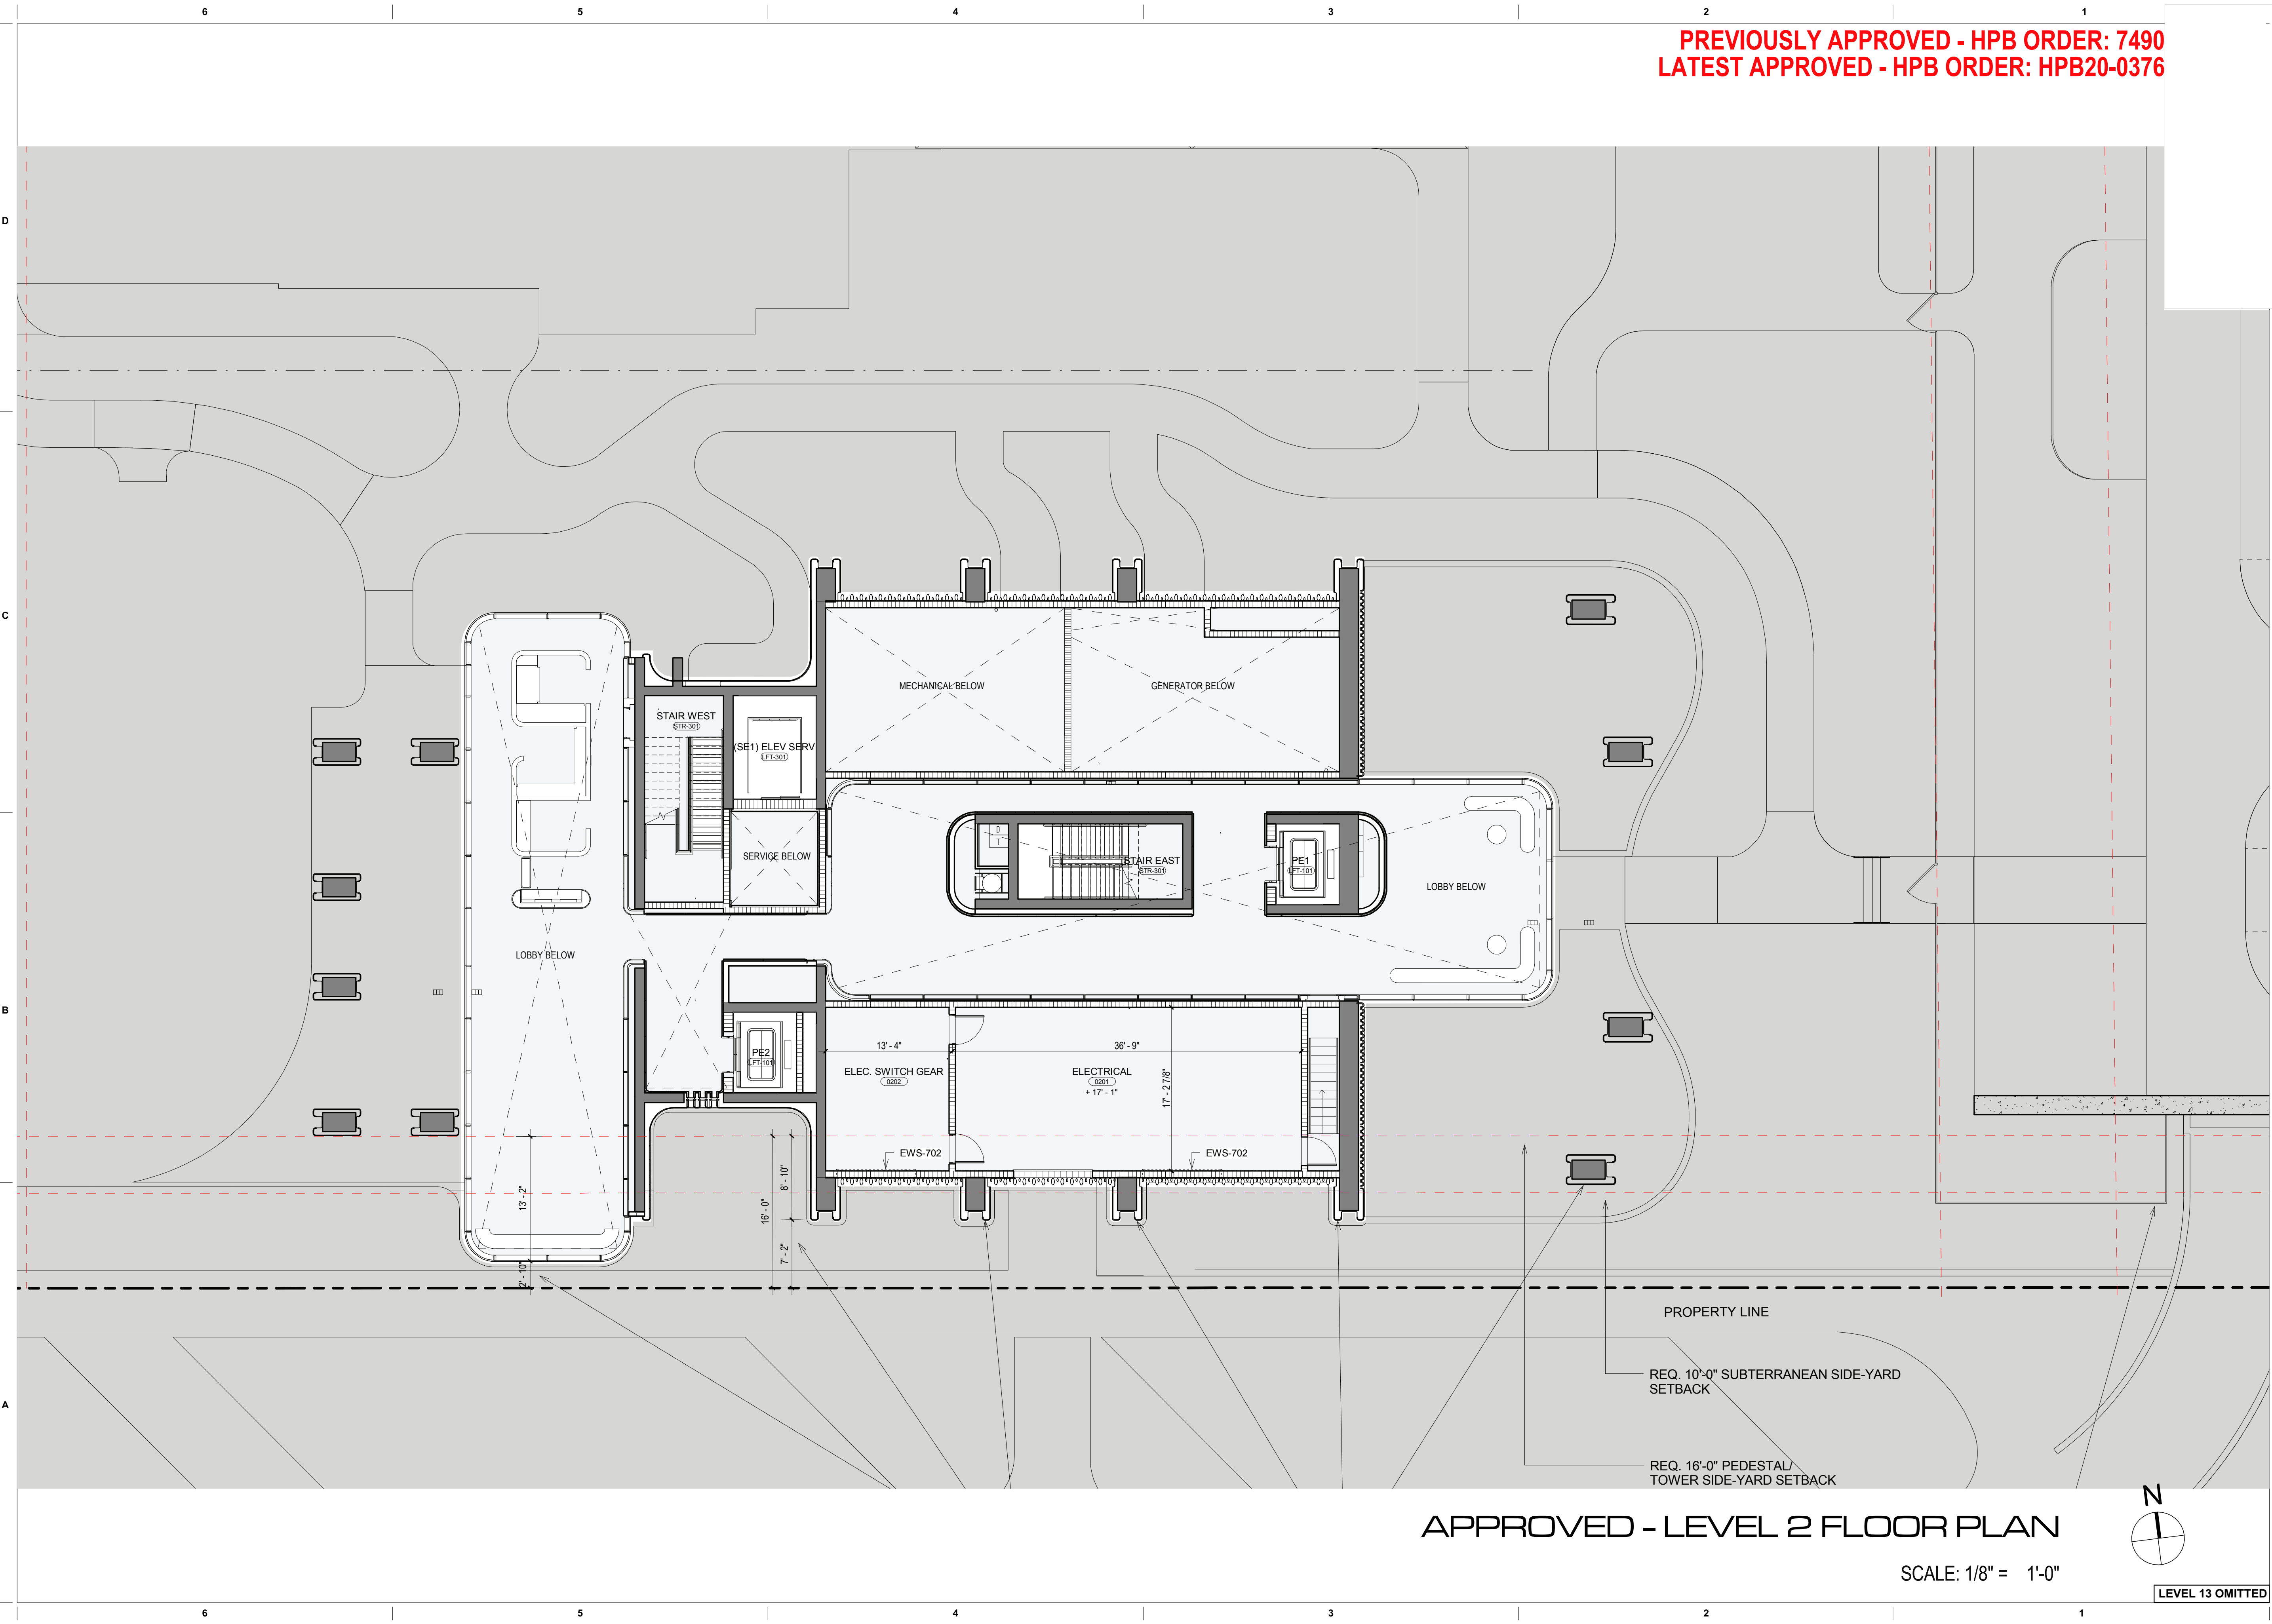 6 5 4 3 2 1
PREVIOUSLY APPROVED - HPB ORDER: 7490
LATEST APPROVED - HPB ORDER: HPB20-0376
D
C
B
A
MECHANICAL BELOW
GENERATOR BELOW
STAIR WEST
STR-301
(SE1) ELEV SERV
LFT-301
SERVICE BELOW
D
T
STAIR EAST
STR-301
PE1
LFT-101
LOBBY BELOW
LOBBY BELOW
PE2
LFT-101
13' - 4"
36' - 9"
ELEC. SWITCH GEAR
0202
ELECTRICAL
0201
+ 17' - 1"
17' - 2 7/8"
EWS-702
EWS-702
13' - 2"
2' - 10"
16' - 0"
8' - 10"
7' - 2"
PROPERTY LINE
REQ. 10'-0" SUBTERRANEAN SIDE-YARD
SETBACK
REQ. 16'-0" PEDESTAL/
TOWER SIDE-YARD SETBACK
N
APPROVED - LEVEL 2 FLOOR PLAN
SCALE: 1/8" = 1'-0"
LEVEL 13 OMITTED
6 5 4 3 2 1